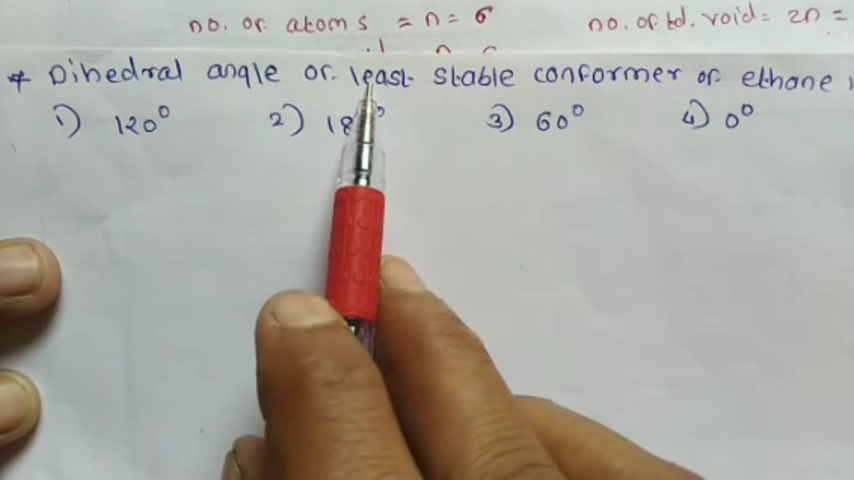 no. of atoms = n = 6
no. of td. void = 2n =
* Dihedral angle of least stable conformer of ethane
1) 120° 2) 3) 60° 4) 0°